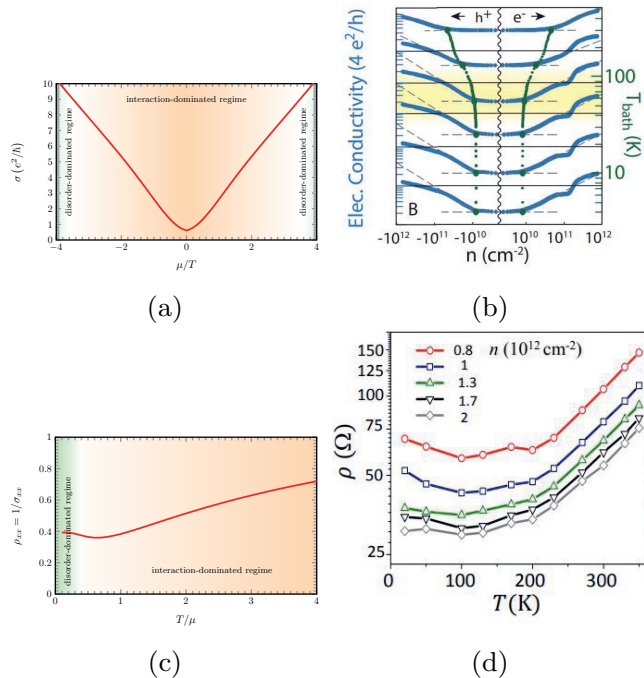 10
9
8
7
6
5
4
3
2
1
0
σ (e²/ℏ)
interaction-dominated regime
disorder-dominated regime
disorder-dominated regime
−4
−2
0
2
4
μ/T
(a)
h⁺
e⁻
Elec. Conductivity (4 e²/h)
100
10
T_bath (K)
B
-10¹²
-10¹¹
-10¹⁰
10¹⁰
10¹¹
10¹²
n (cm⁻²)
(b)
1
0.8
0.6
0.4
0.2
0
ρ_xx = 1/σ_xx
disorder-dominated regime
interaction-dominated regime
0
1
2
3
4
T/μ
(c)
150
125
100
75
50
25
ρ (Ω)
n (10¹² cm⁻²)
0.8
1
1.3
1.7
2
0
100
200
300
T(K)
(d)